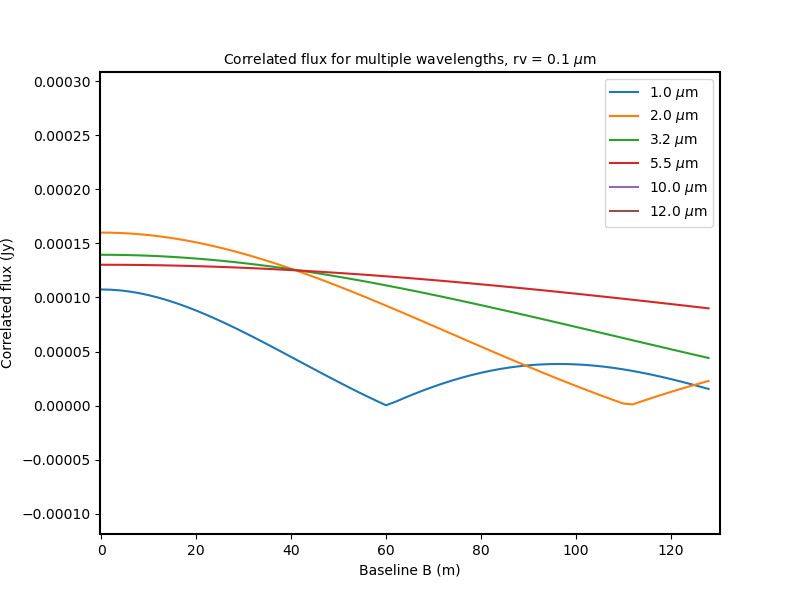 Correlated flux for multiple wavelengths, rv = 0.1 μm
0.00030
0.00025
0.00020
0.00015
0.00010
0.00005
0.00000
−0.00005
−0.00010
Correlated flux (Jy)
1.0 μm
2.0 μm
3.2 μm
5.5 μm
10.0 μm
12.0 μm
0 20 40 60 80 100 120
Baseline B (m)